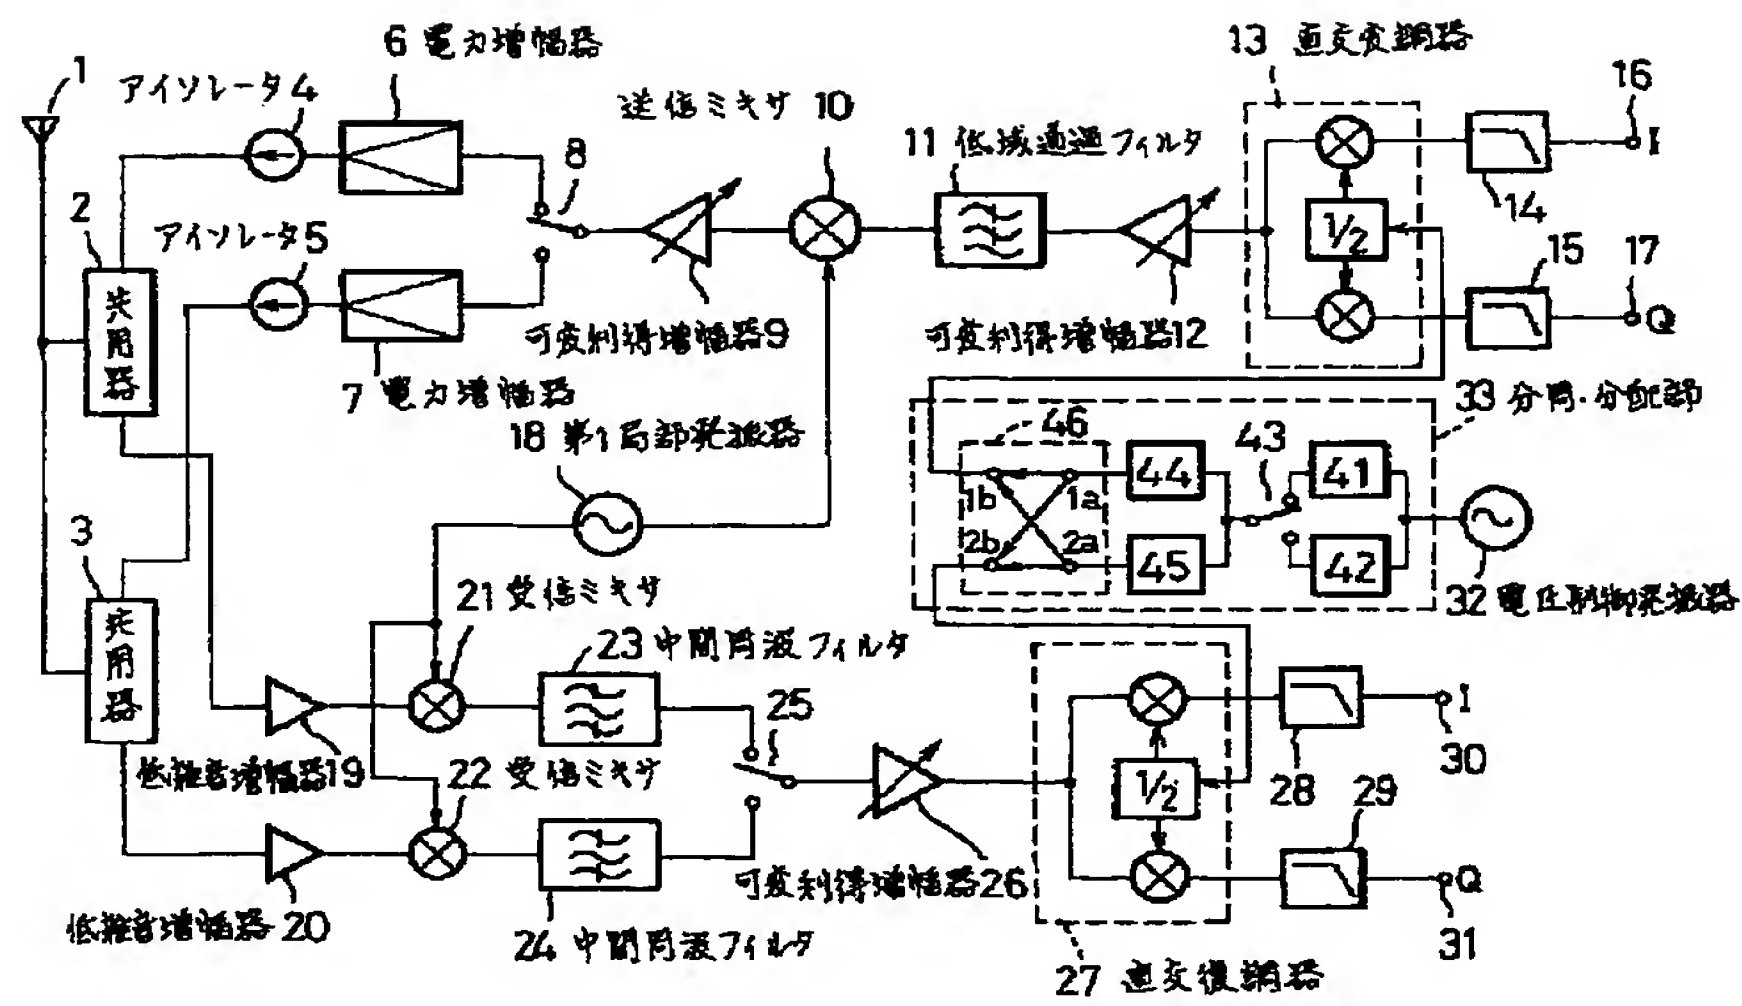 6 電力増幅器
13 直交変調器
1
アイソレータ4
送信ミキサ
10
16
11 低域通過フィルタ
8
I
2
アイソレータ5
14
1/2
17
15
共用器
Q
可変利得増幅器9
可変利得増幅器12
7 電力増幅器
33 分周・分配部
18 第1局部発振器
46
43
44
41
1b
1a
3
2b
2a
45
42
21 受信ミキサ
32 電圧制御発振器
共用器
23 中間周波フィルタ
25
I
30
低雑音増幅器19
22 受信ミキサ
1/2
28
29
可変利得増幅器26
Q
低雑音増幅器20
24 中間周波フィルタ
31
27 直交復調器